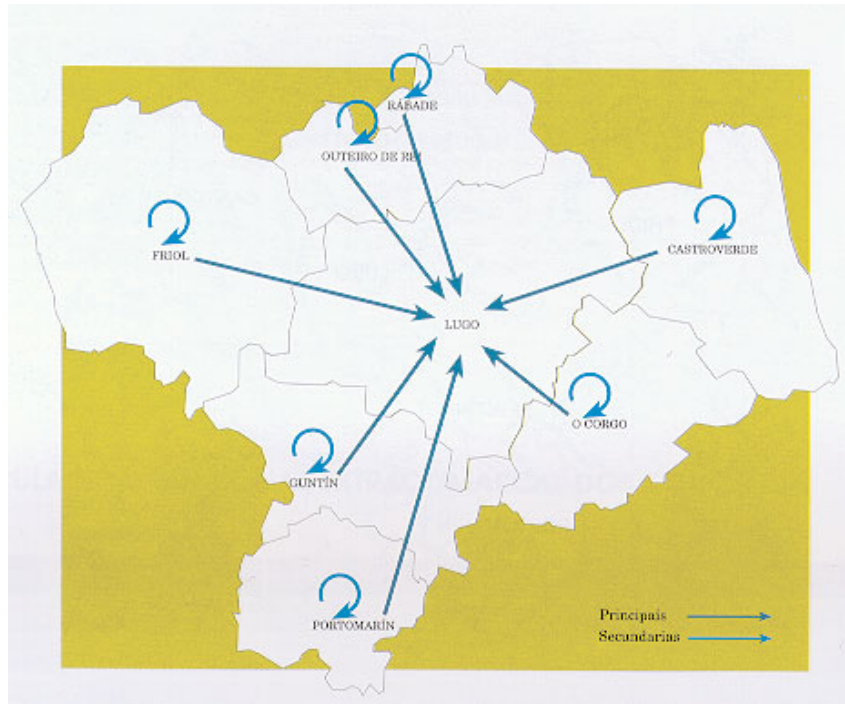 RÁBADE
OUTEIRO DE REI
CASTROVERDE
FRIOL
LUGO
O CORGO
GUNTÍN
PORTOMARÍN
Principais
Secundarias